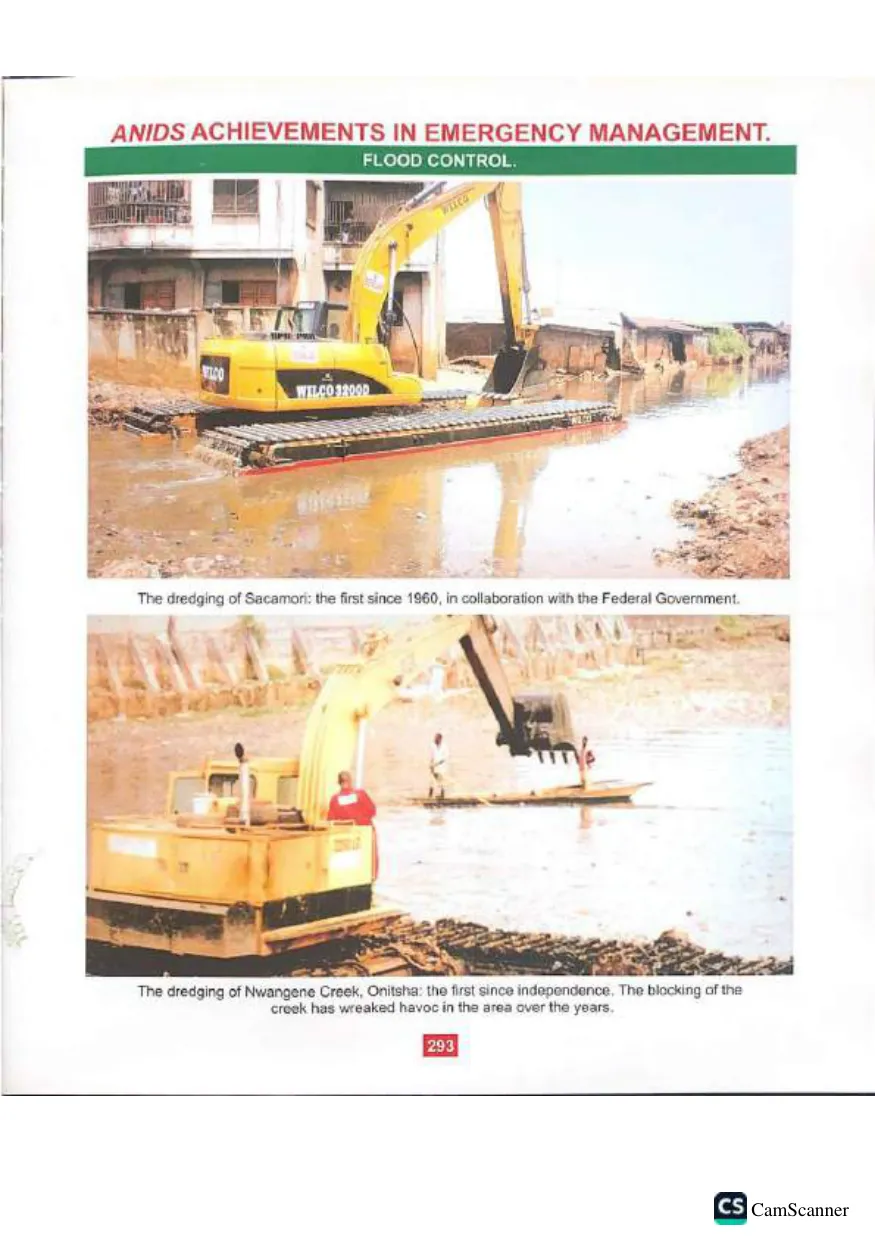 ANIDS ACHIEVEMENTS IN EMERGENCY MANAGEMENT.
FLOOD CONTROL.
WILCO
WILCO
WILCO 3200D
The dredging of Sacamori: the first since 1960, in collaboration with the Federal Government.
The dredging of Nwangene Creek, Onitsha: the first since independence. The blocking of the
creek has wreaked havoc in the area over the years.
293
CS CamScanner